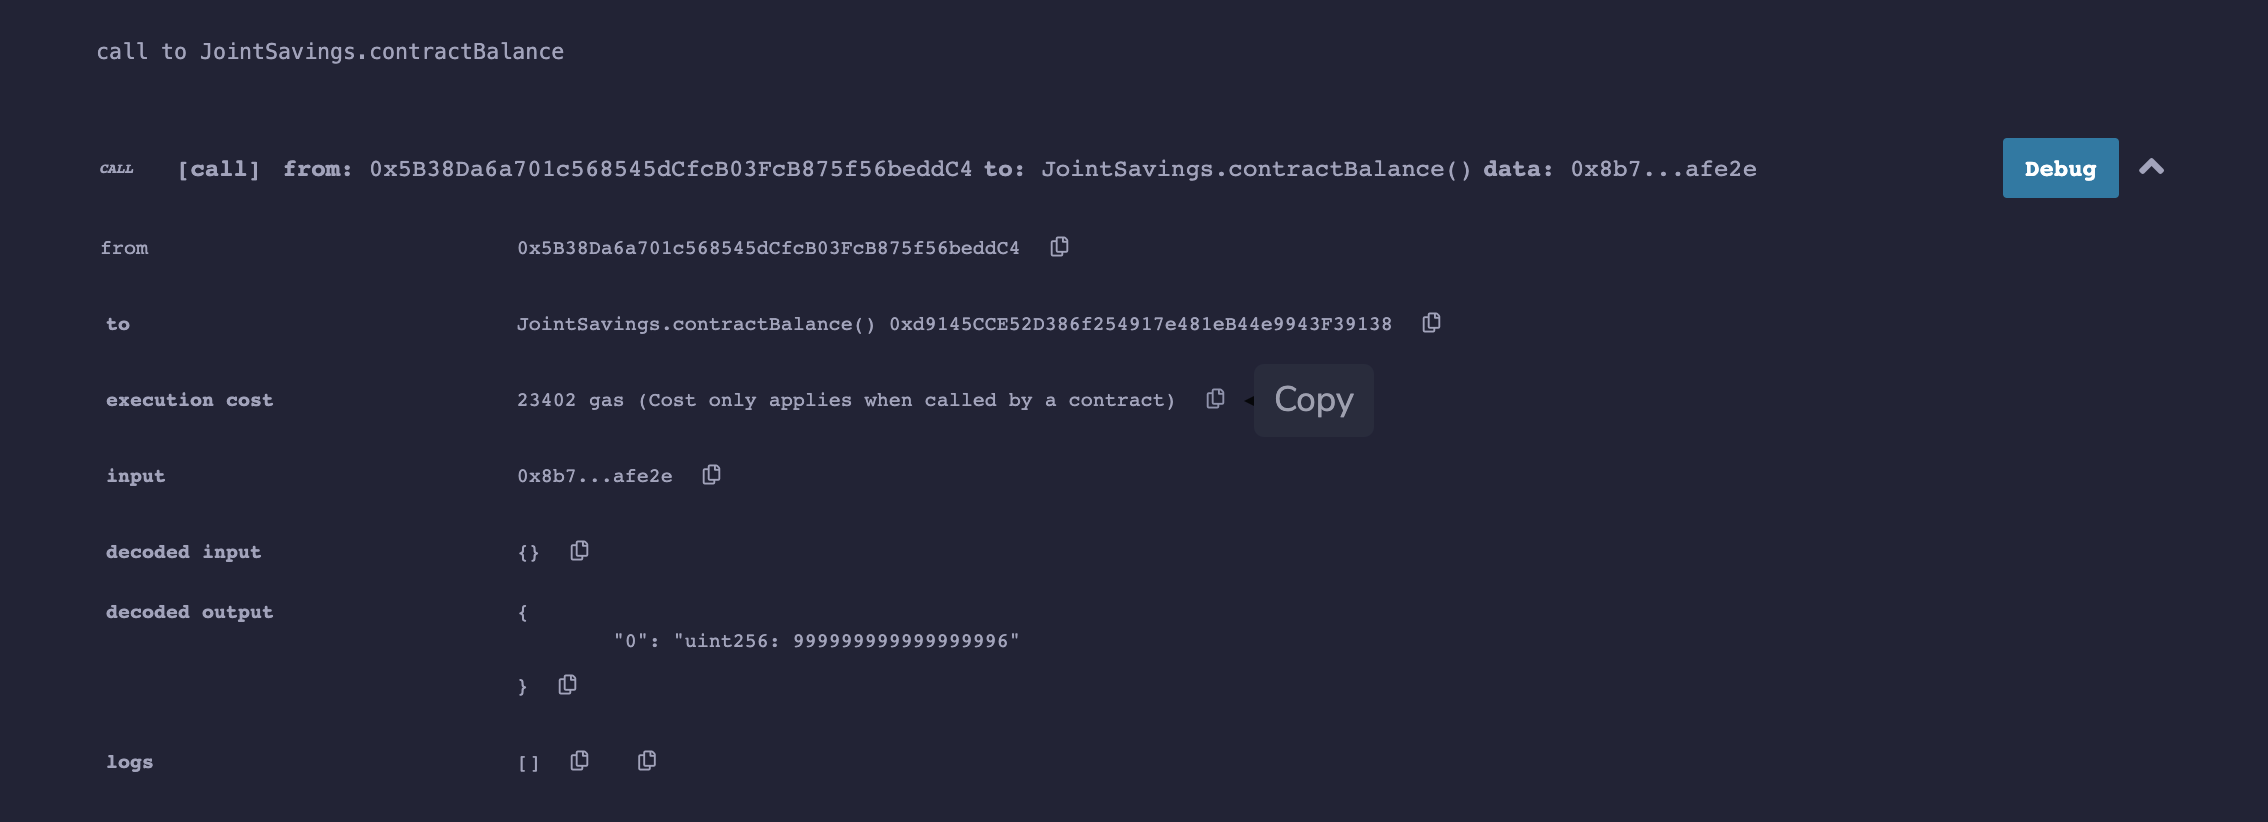 call to JointSavings.contractBalance
CALL [call] from: 0x5B38Da6a701c568545dCfcB03FcB875f56beddC4 to: JointSavings.contractBalance() data: 0x8b7...afe2e Debug
from 0x5B38Da6a701c568545dCfcB03FcB875f56beddC4
to JointSavings.contractBalance() 0xd9145CCE52D386f254917e481eB44e9943F39138
execution cost 23402 gas (Cost only applies when called by a contract) Copy
input 0x8b7...afe2e
decoded input {}
decoded output {
"0": "uint256: 999999999999999996"
}
logs []